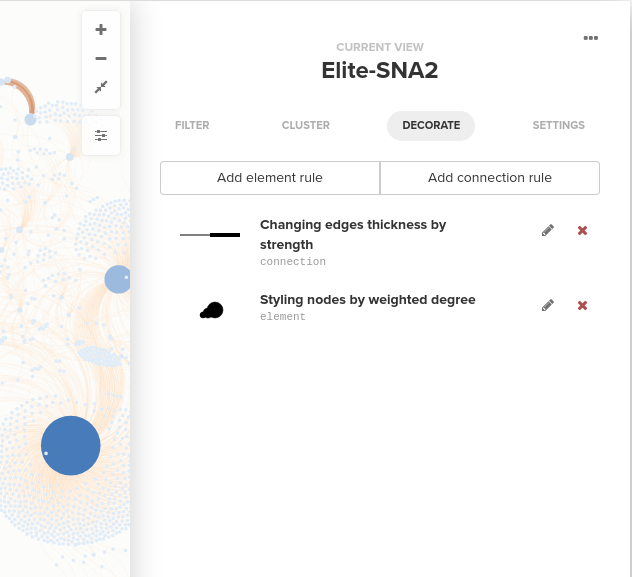 CURRENT VIEW
Elite-SNA2
FILTER CLUSTER DECORATE SETTINGS
Add element rule Add connection rule
Changing edges thickness by
strength
connection
Styling nodes by weighted degree
element